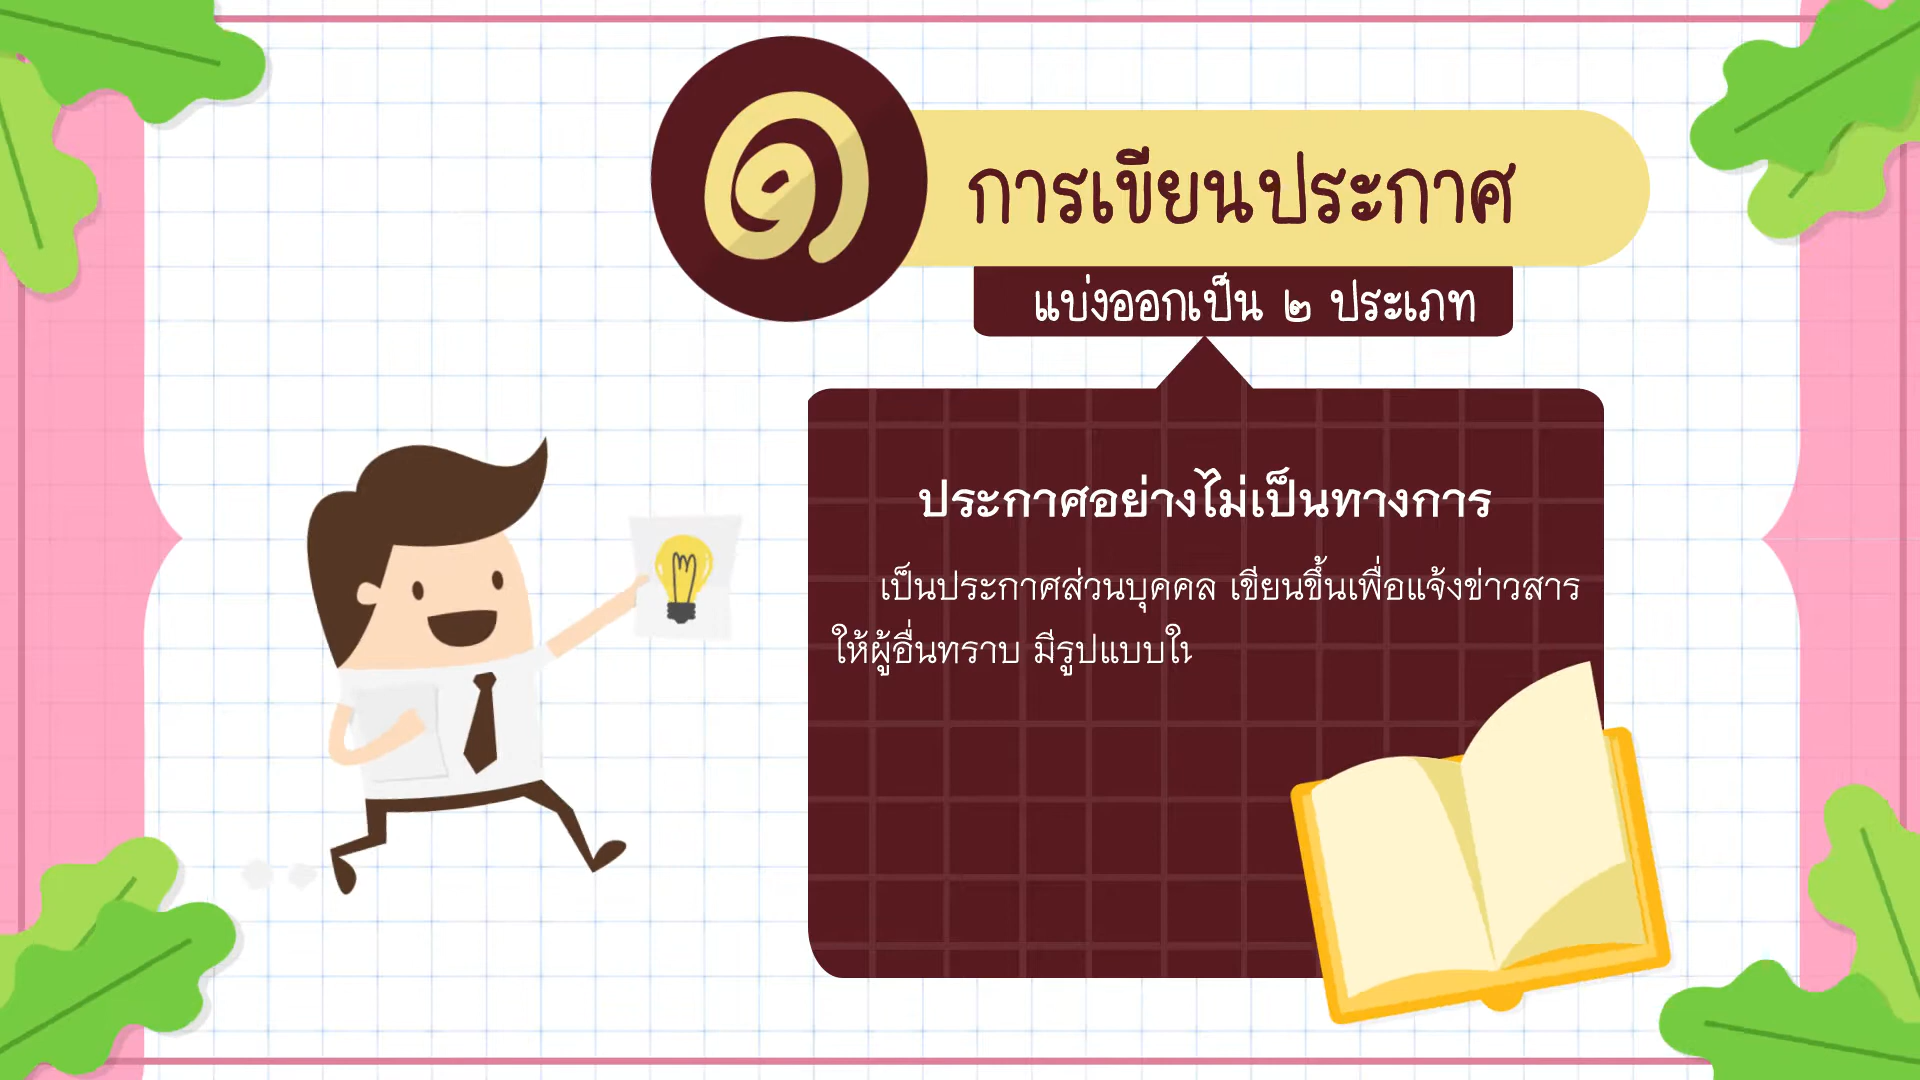 ๑
การเขียนประกาศ
แบ่งออกเป็น ๒ ประเภท
ประกาศอย่างไม่เป็นทางการ
เป็นประกาศส่วนบุคคล เขียนขึ้นเพื่อแจ้งข่าวสาร
ให้ผู้อื่นทราบ มีรูปแบบ